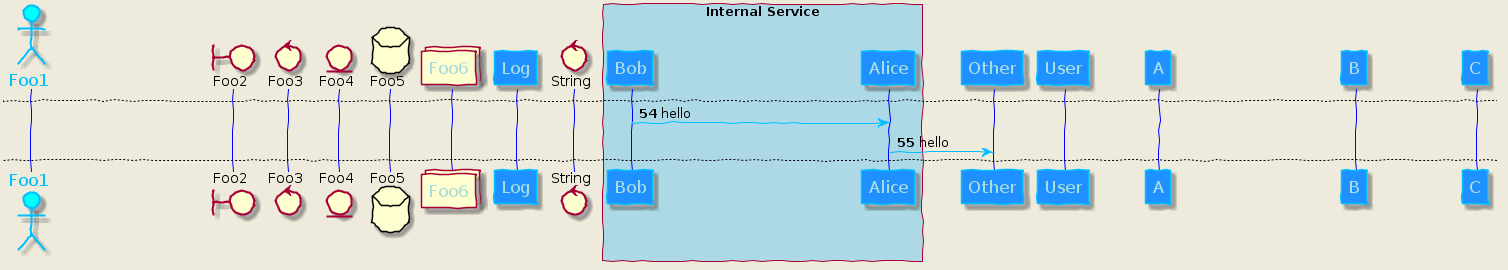 Internal Service
Foo1 Foo2 Foo3 Foo4 Foo5 Foo6 Log String Bob Alice Other User A B C
54 hello
55 hello
Foo1 Foo2 Foo3 Foo4 Foo5 Foo6 Log String Bob Alice Other User A B C